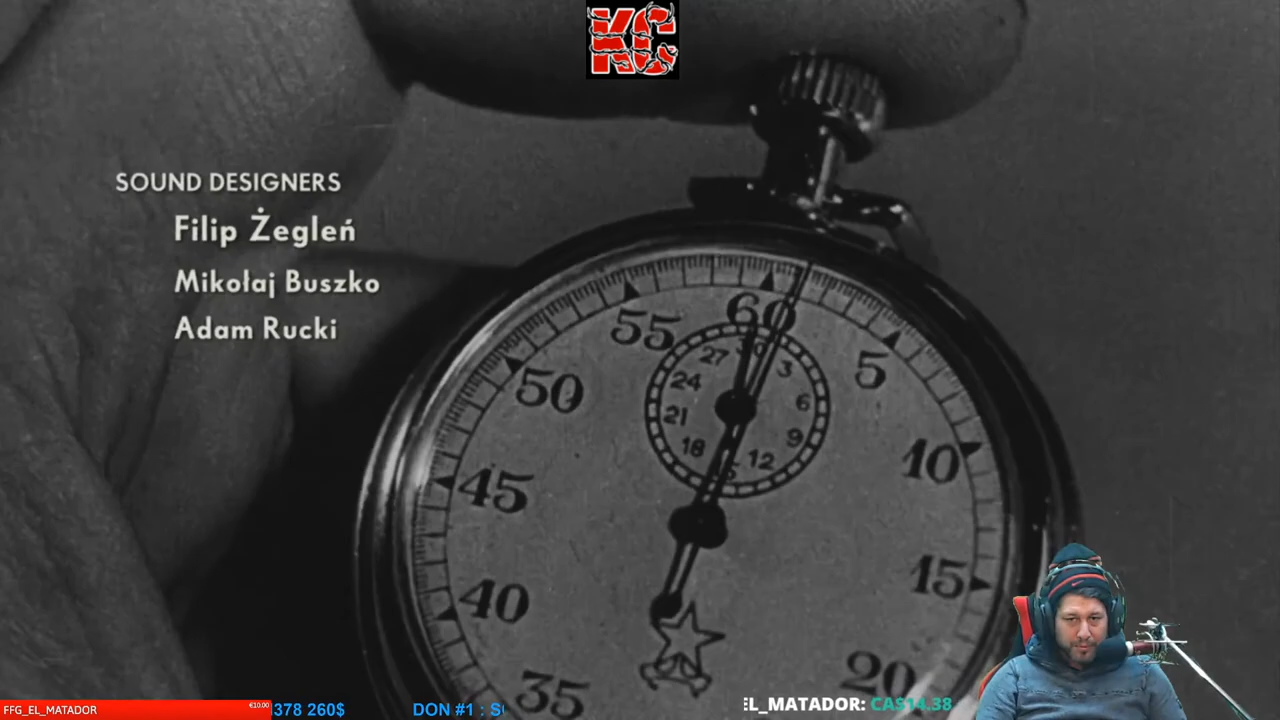 KC
SOUND DESIGNERS
Filip Żegleń
Mikołaj Buszko
Adam Rucki
60
55
5
50
10
45
15
40
20
35
30
27
3
24
6
21
9
18
12
15
FFG_EL_MATADOR
€10.00
378 260$
DON #1 : S
EL_MATADOR: CA$14.38